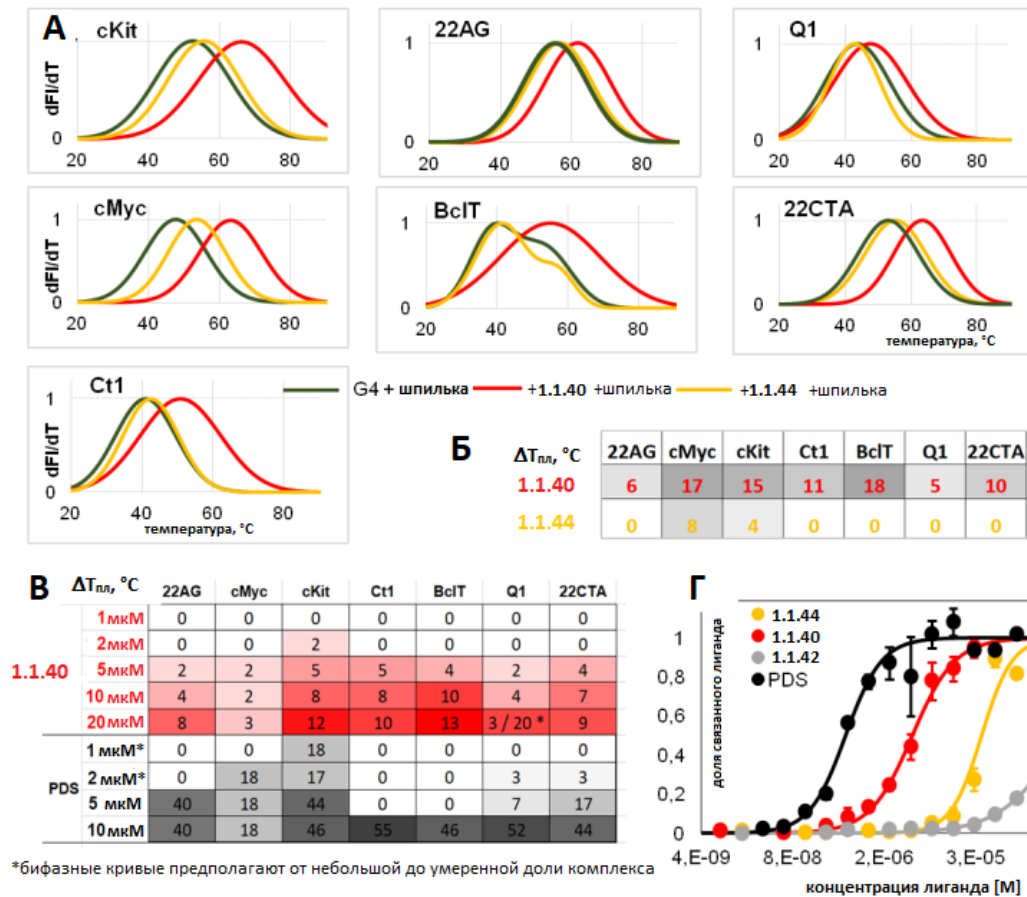 А
cKit
dFI/dT
1
0
20 40 60 80
22AG
1
0
20 40 60 80
Q1
1
0
20 40 60 80
cMyc
dFI/dT
1
0
20 40 60 80
BclT
1
0
20 40 60 80
22CTA
1
0
20 40 60 80
температура, °C
Ct1
dFI/dT
1
0
20 40 60 80
температура, °C
G4 + шпилька +1.1.40 +шпилька +1.1.44 +шпилька
Б
ΔTпл, °C 22AG cMyc cKit Ct1 BclT Q1 22CTA
1.1.40 6 17 15 11 18 5 10
1.1.44 0 8 4 0 0 0 0
В
ΔTпл, °C 22AG cMyc cKit Ct1 BclT Q1 22CTA
1.1.40
1 мкМ 0 0 0 0 0 0 0
2 мкМ 0 0 2 0 0 0 0
5мкМ 2 2 5 5 4 2 4
10 мкМ 4 2 8 8 10 4 7
20 мкМ 8 3 12 10 13 3 / 20 * 9
PDS
1 мкМ* 0 0 18 0 0 0 0
2 мкМ* 0 18 17 0 0 3 3
5 мкМ 40 18 44 0 0 7 17
10 мкМ 40 18 46 55 46 52 44
*бифазные кривые предполагают от небольшой до умеренной доли комплекса
Г
1.1.44
1.1.40
1.1.42
PDS
доля связанного лиганда
1
0,8
0,6
0,4
0,2
0
4,E-09 8,E-08 2,E-06 3,E-05
концентрация лиганда [М]